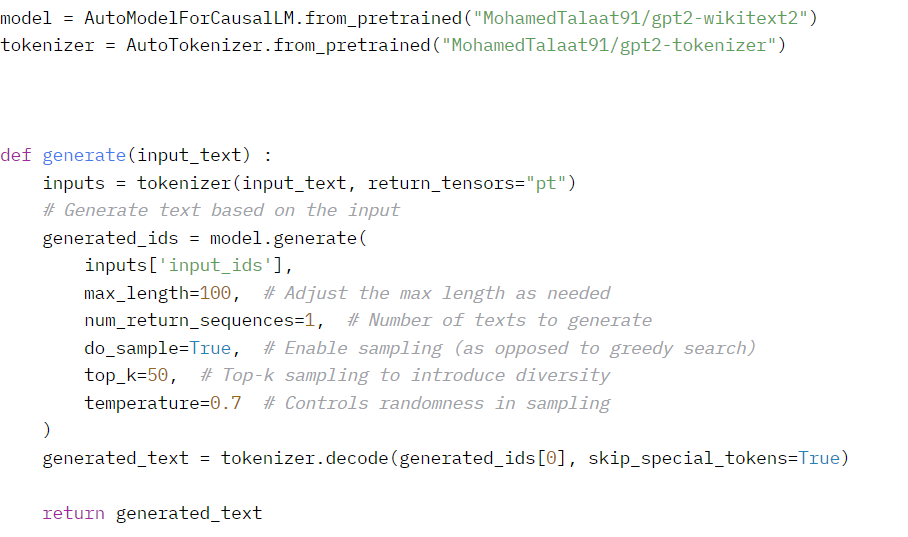 model = AutoModelForCausalLM.from_pretrained("MohamedTalaat91/gpt2-wikitext2")
tokenizer = AutoTokenizer.from_pretrained("MohamedTalaat91/gpt2-tokenizer")
def generate(input_text) :
    inputs = tokenizer(input_text, return_tensors="pt")
    # Generate text based on the input
    generated_ids = model.generate(
        inputs['input_ids'],
        max_length=100,  # Adjust the max length as needed
        num_return_sequences=1,  # Number of texts to generate
        do_sample=True,  # Enable sampling (as opposed to greedy search)
        top_k=50,  # Top-k sampling to introduce diversity
        temperature=0.7  # Controls randomness in sampling
    )
    generated_text = tokenizer.decode(generated_ids[0], skip_special_tokens=True)
    return generated_text